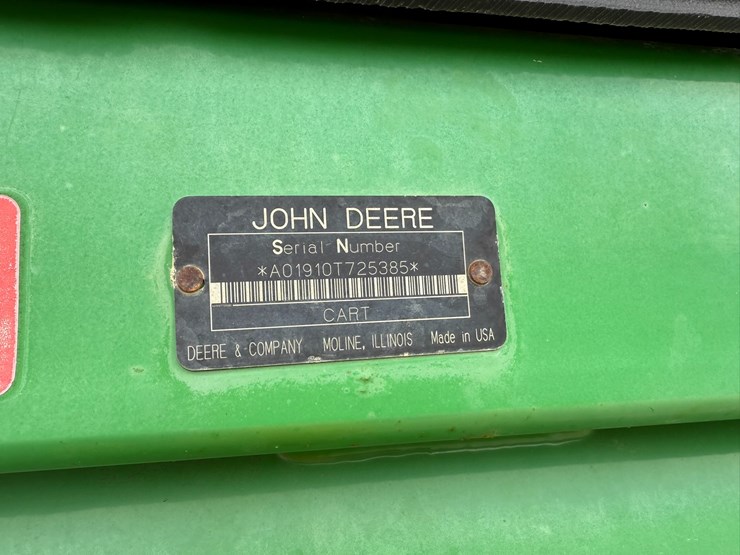 JOHN DEERE
Serial Number
*A01910T725385*
CART
DEERE & COMPANY MOLINE, ILLINOIS Made in USA